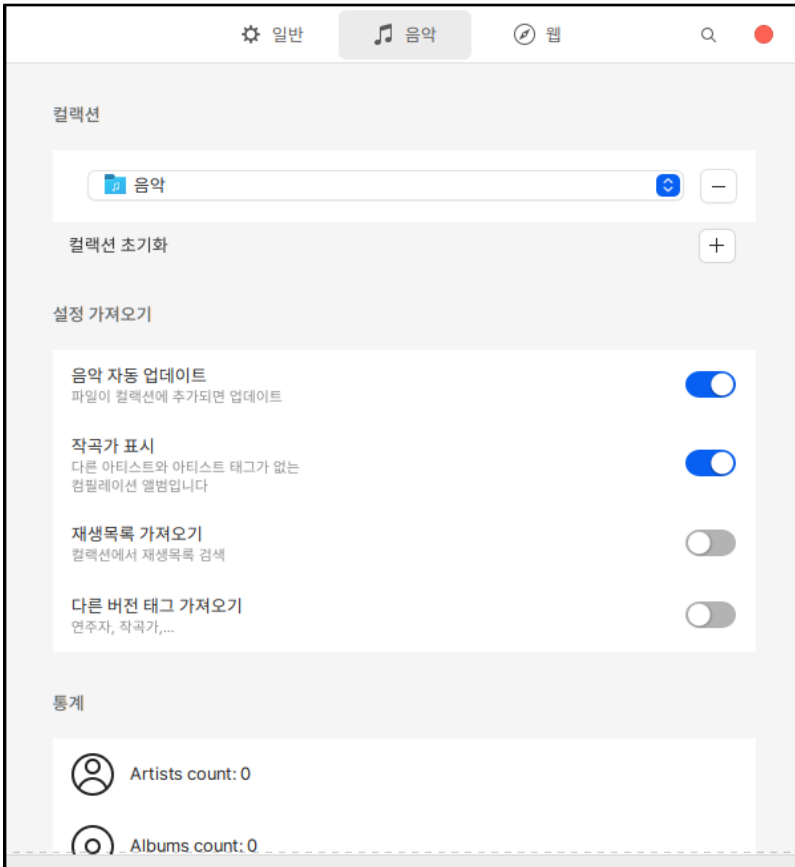 일반
음악
웹
컬랙션
음악
컬랙션 초기화
설정 가져오기
음악 자동 업데이트
파일이 컬랙션에 추가되면 업데이트
작곡가 표시
다른 아티스트와 아티스트 태그가 없는
컴필레이션 앨범입니다
재생목록 가져오기
컬랙션에서 재생목록 검색
다른 버전 태그 가져오기
연주자, 작곡가,...
통계
Artists count: 0
Albums count: 0